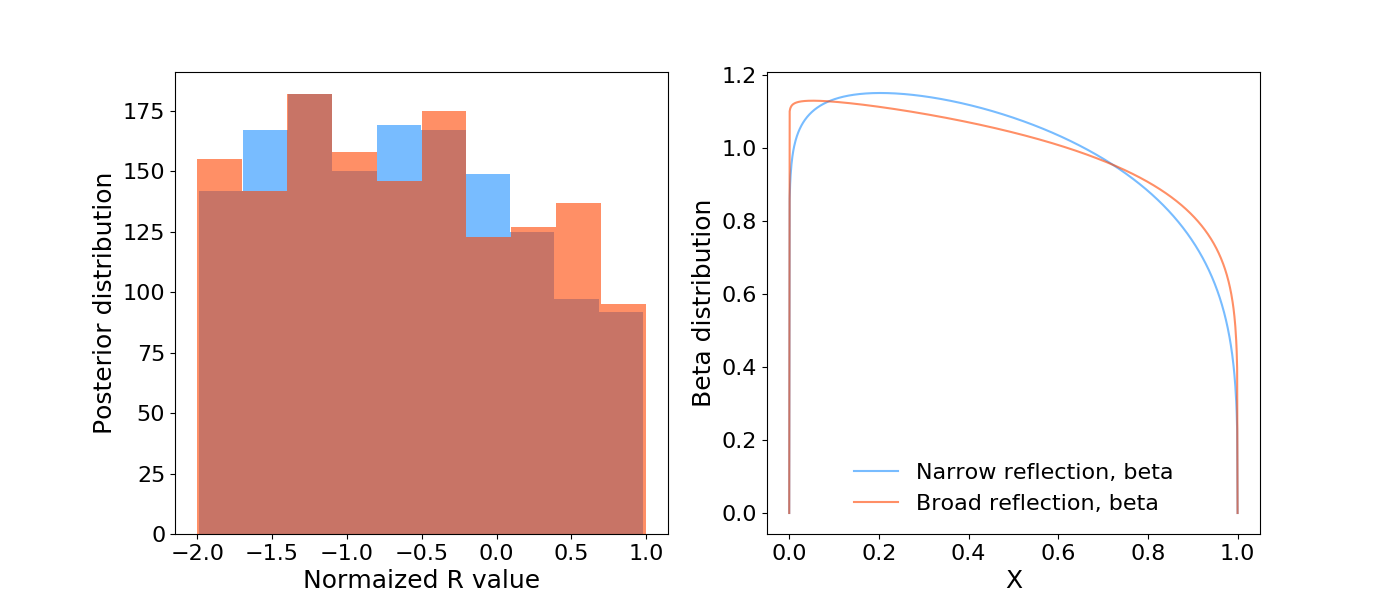 Posterior distribution
175
150
125
100
75
50
25
0
−2.0 −1.5 −1.0 −0.5 0.0 0.5 1.0
Normaized R value
Beta distribution
1.2
1.0
0.8
0.6
0.4
0.2
0.0
Narrow reflection, beta
Broad reflection, beta
0.0 0.2 0.4 0.6 0.8 1.0
X